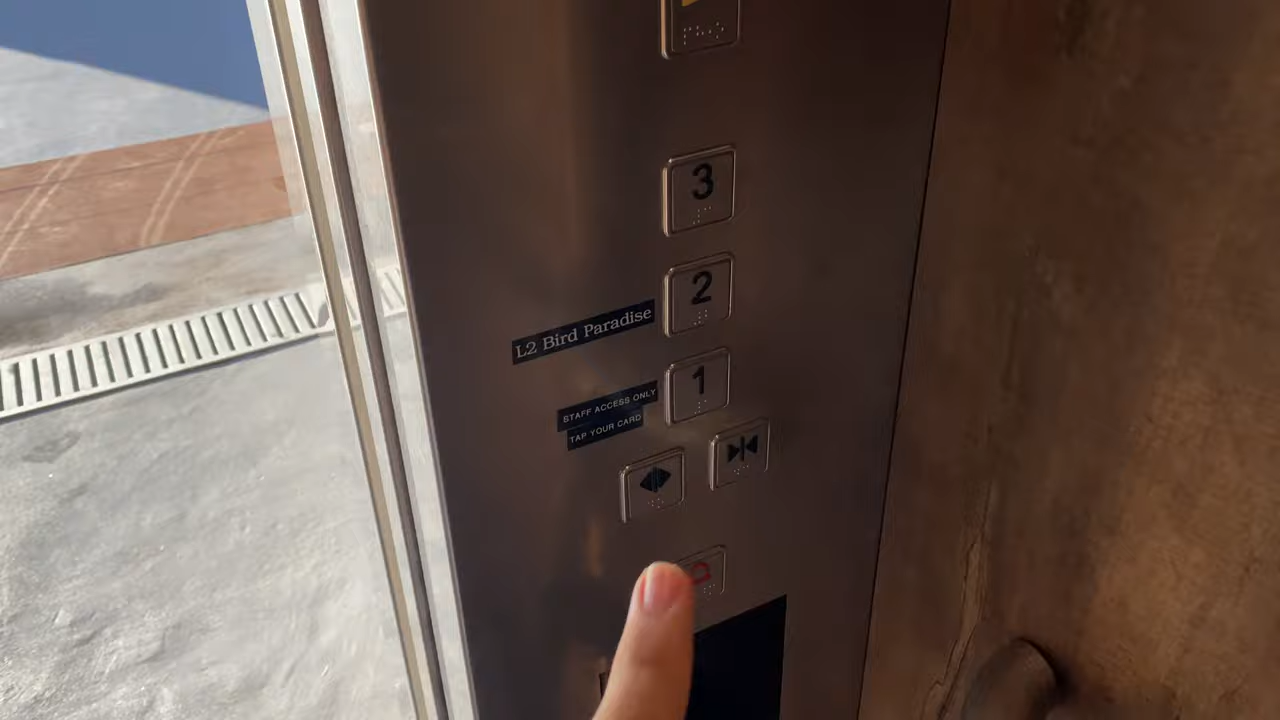 3
2
L2 Bird Paradise
1
STAFF ACCESS ONLY
TAP YOUR CARD